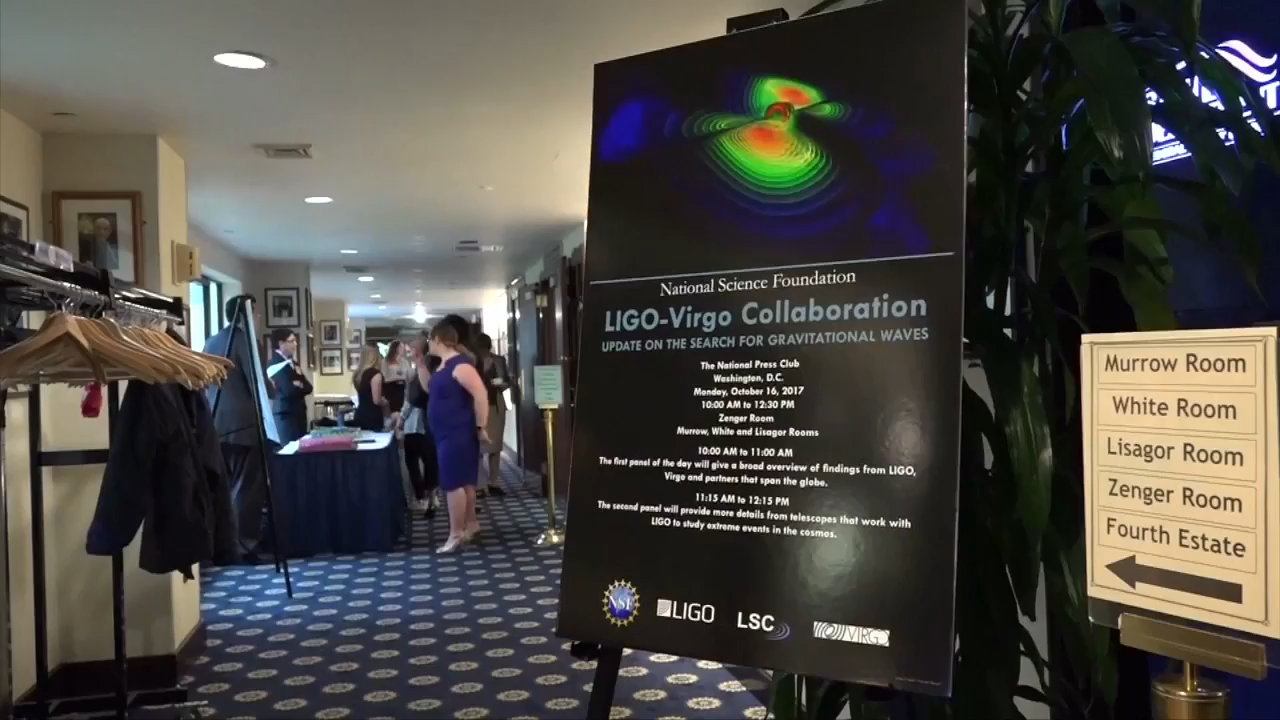 National Science Foundation
LIGO-Virgo Collaboration
UPDATE ON THE SEARCH FOR GRAVITATIONAL WAVES
The National Press Club
Washington, D.C.
Monday, October 16, 2017
10:00 AM to 12:30 PM
Zenger Room
Murrow, White and Lisagor Rooms
10:00 AM to 11:00 AM
The first panel of the day will give a broad overview of findings from LIGO,
Virgo and partners that span the globe.
11:15 AM to 12:15 PM
The second panel will provide more details from telescopes that work with
LIGO to study extreme events in the cosmos.
NSF
LIGO
LSC
VIRGO
Murrow Room
White Room
Lisagor Room
Zenger Room
Fourth Estate